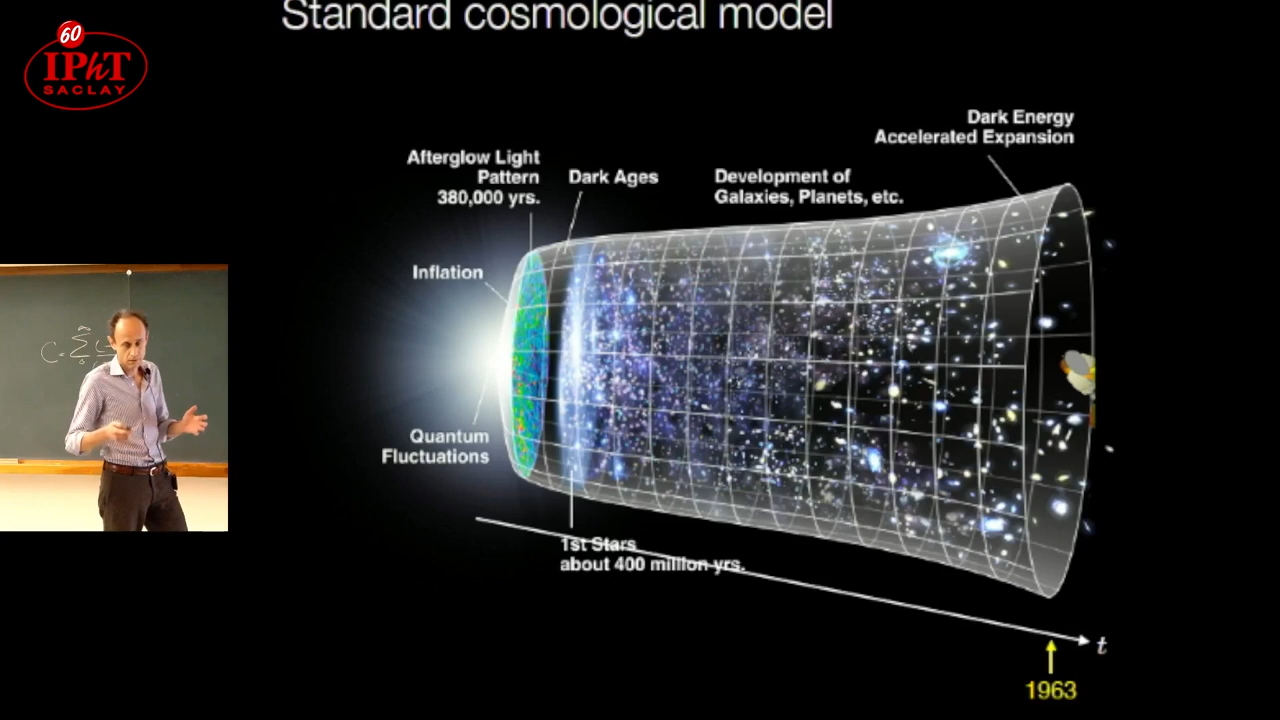 Standard cosmological model
60
IPhT
SACLAY
Dark Energy
Accelerated Expansion
Afterglow Light
Pattern
380,000 yrs.
Dark Ages
Development of
Galaxies, Planets, etc.
Inflation
Quantum
Fluctuations
1st Stars
about 400 million yrs.
t
1963